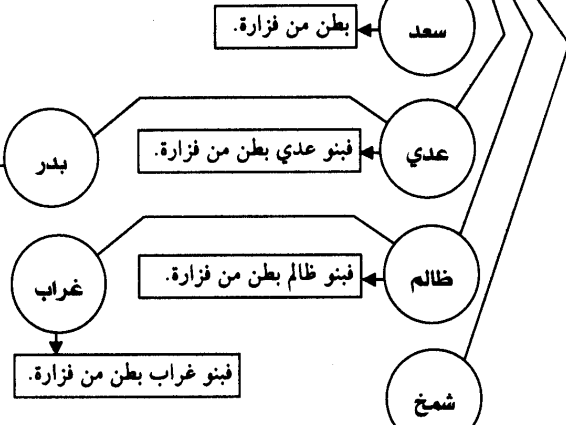 سعد
بطن من فزارة.
عدي
فبنو عدي بطن من فزارة.
بدر
ظالم
فبنو ظالم بطن من فزارة.
غراب
فبنو غراب بطن من فزارة.
شمخ